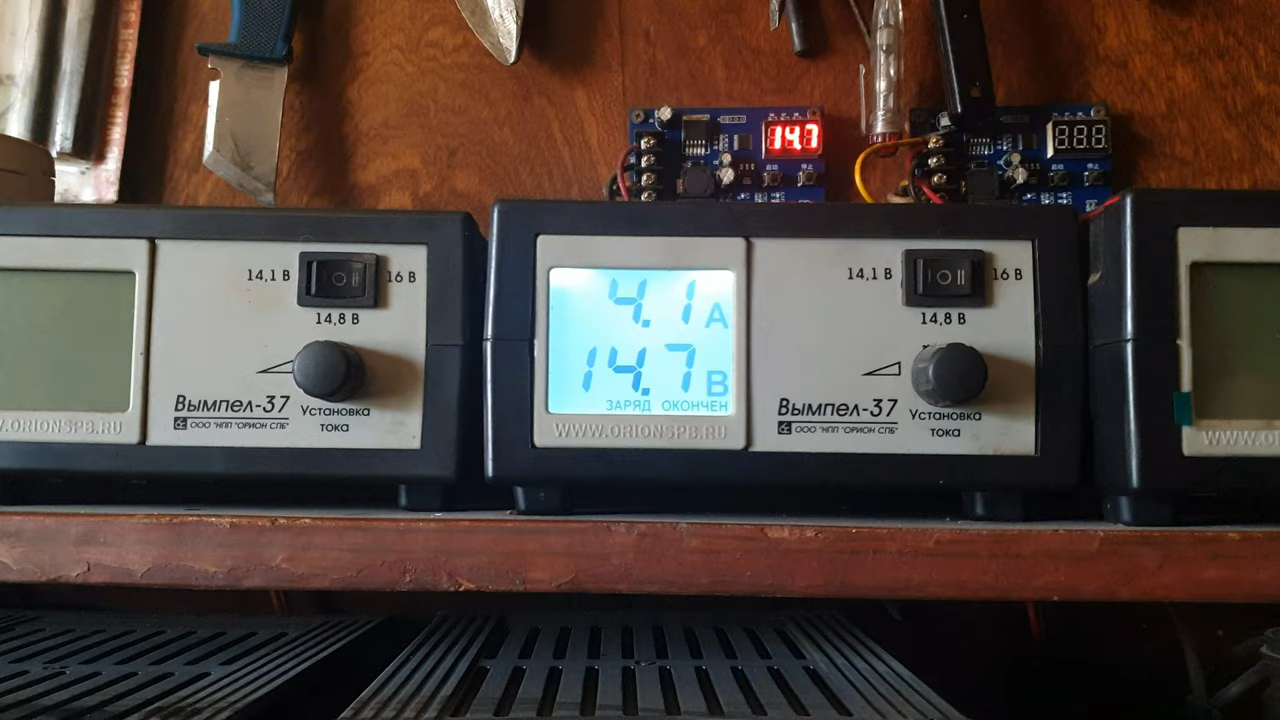 14.7
14,1 В
16 В
14,8 В
Вымпел-37
ООО "НПП "ОРИОН СПБ"
Установка
тока
W.ORIONSPB.RU
4.1 А
14.7 В
ЗАРЯД ОКОНЧЕН
WWW.ORIONSPB.RU
14,1 В
16 В
14,8 В
Вымпел-37
ООО "НПП "ОРИОН СПБ"
Установка
тока
WWW.O